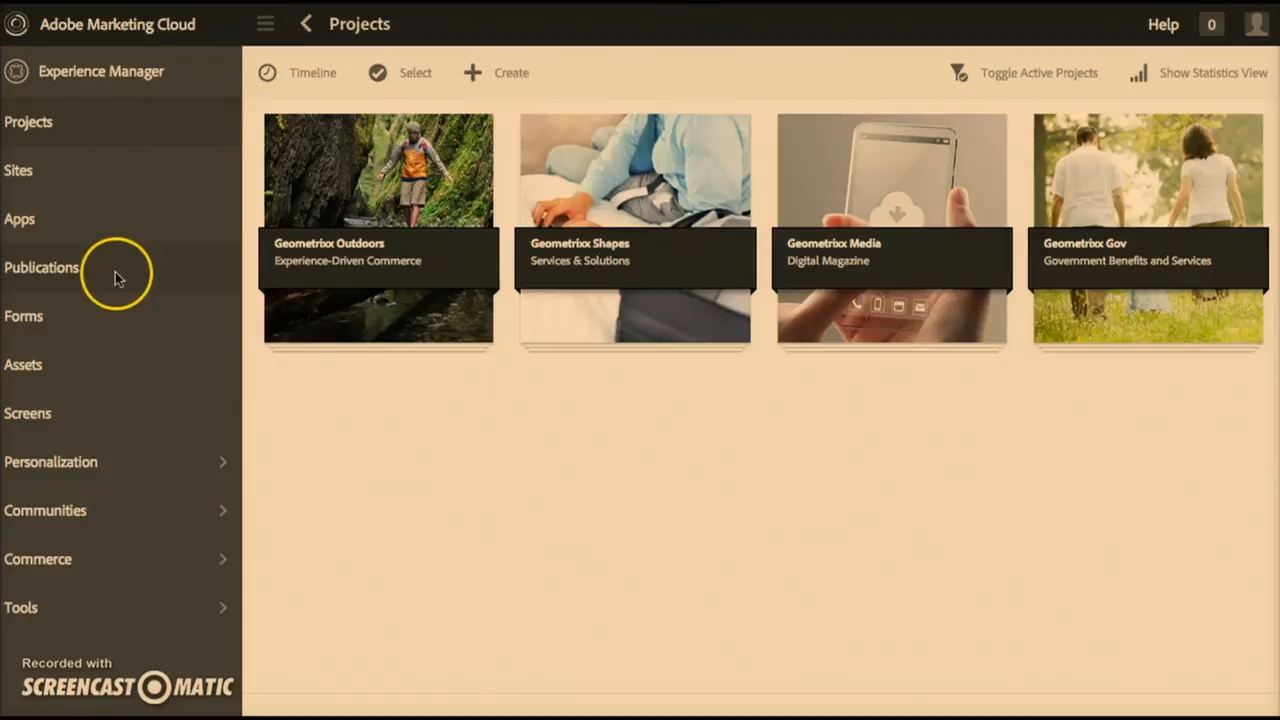 Adobe Marketing Cloud
Projects
Help
0
Experience Manager
Timeline
Select
Create
Toggle Active Projects
Show Statistics View
Projects
Sites
Apps
Publications
Forms
Assets
Screens
Personalization
Communities
Commerce
Tools
Geometrixx Outdoors
Experience-Driven Commerce
Geometrixx Shapes
Services & Solutions
Geometrixx Media
Digital Magazine
Geometrixx Gov
Government Benefits and Services
Recorded with
SCREENCAST MATIC